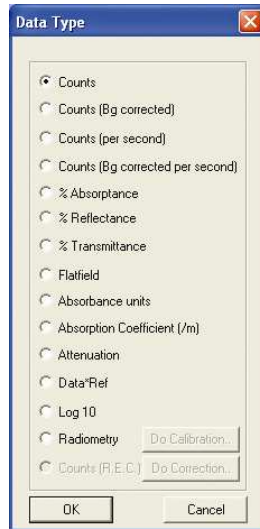 Data Type
Counts
Counts (Bg corrected)
Counts (per second)
Counts (Bg corrected per second)
% Absorptance
% Reflectance
% Transmittance
Flatfield
Absorbance units
Absorption Coefficient (/m)
Attenuation
Data*Ref
Log 10
Radiometry Do Calibration..
Counts (R.E.C.) Do Correction..
OK Cancel